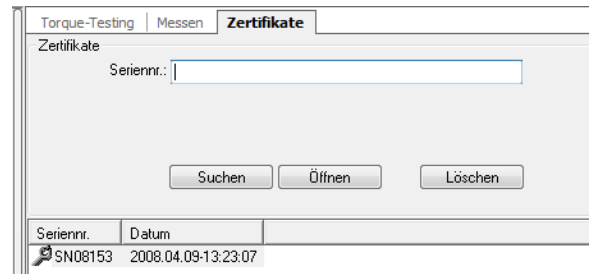 Torque-Testing Messen Zertifikate
Zertifikate
Seriennr.:
Suchen Öffnen Löschen
Seriennr. Datum
SN08153 2008.04.09-13:23:07